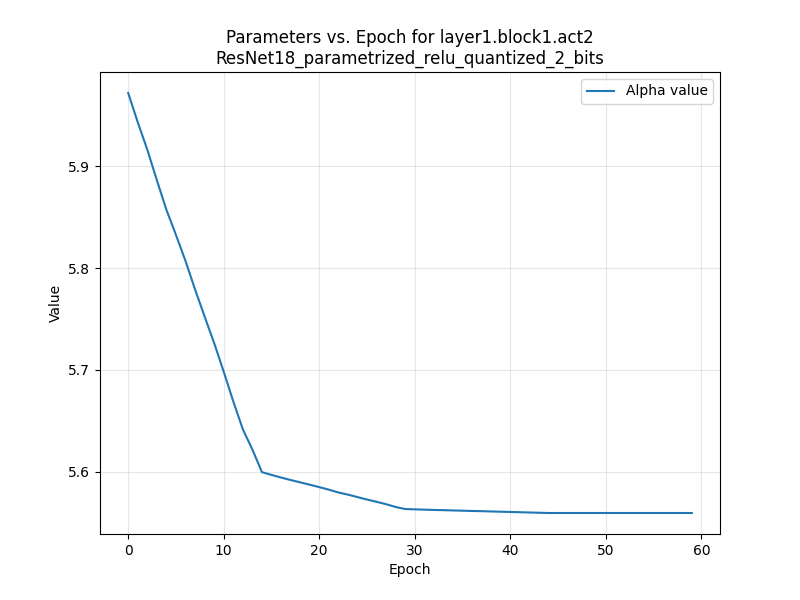 Parameters vs. Epoch for layer1.block1.act2
ResNet18_parametrized_relu_quantized_2_bits
Alpha value
5.9
5.8
5.7
5.6
Value
0 10 20 30 40 50 60
Epoch